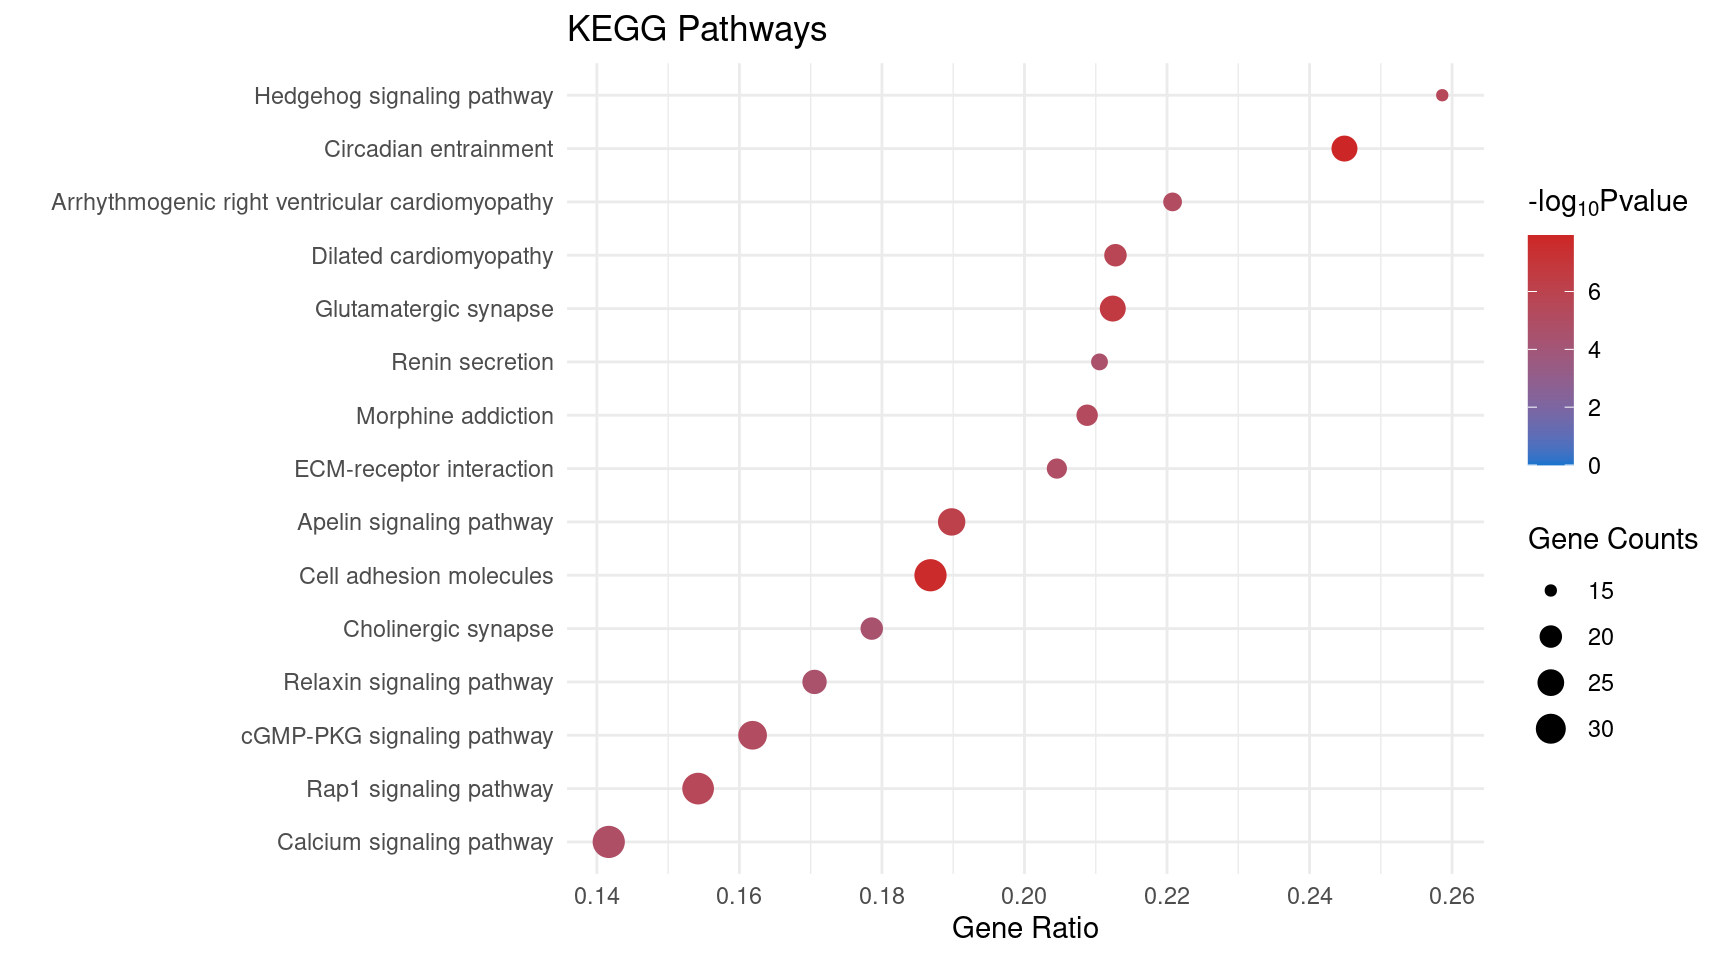 KEGG Pathways
Hedgehog signaling pathway
Circadian entrainment
Arrhythmogenic right ventricular cardiomyopathy
Dilated cardiomyopathy
Glutamatergic synapse
Renin secretion
Morphine addiction
ECM-receptor interaction
Apelin signaling pathway
Cell adhesion molecules
Cholinergic synapse
Relaxin signaling pathway
cGMP-PKG signaling pathway
Rap1 signaling pathway
Calcium signaling pathway
0.14 0.16 0.18 0.20 0.22 0.24 0.26
Gene Ratio
-log₁₀Pvalue
6
4
2
0
Gene Counts
15
20
25
30